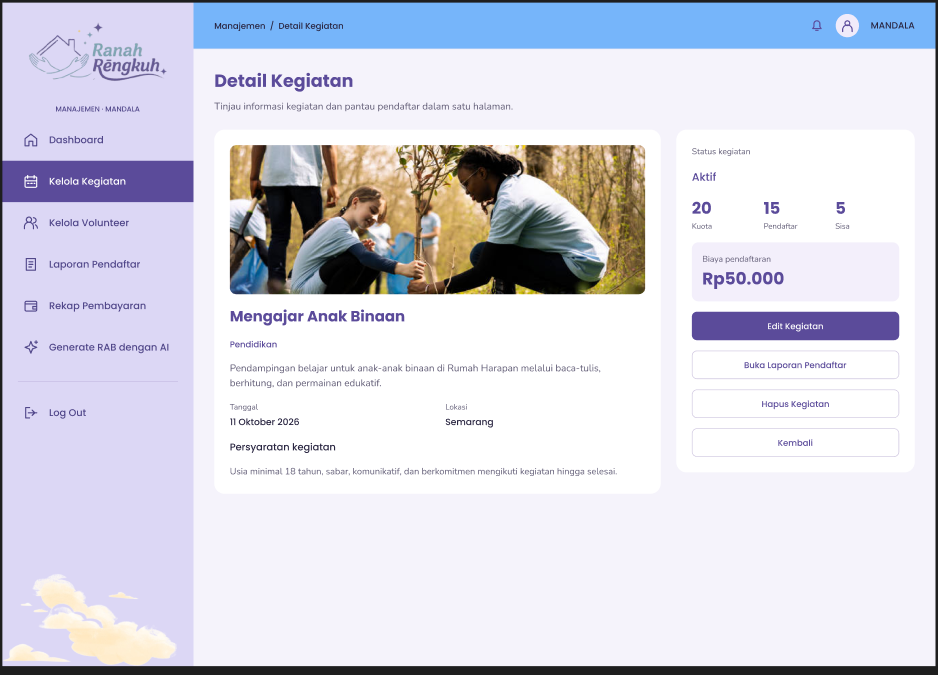 Ranah
Rēngkuh
MANAJEMEN · MANDALA
Dashboard
Kelola Kegiatan
Kelola Volunteer
Laporan Pendaftar
Rekap Pembayaran
Generate RAB dengan AI
Log Out
Manajemen / Detail Kegiatan
MANDALA
Detail Kegiatan
Tinjau informasi kegiatan dan pantau pendaftar dalam satu halaman.
Mengajar Anak Binaan
Pendidikan
Pendampingan belajar untuk anak-anak binaan di Rumah Harapan melalui baca-tulis,
berhitung, dan permainan edukatif.
Tanggal
11 Oktober 2026
Lokasi
Semarang
Persyaratan kegiatan
Usia minimal 18 tahun, sabar, komunikatif, dan berkomitmen mengikuti kegiatan hingga selesai.
Status kegiatan
Aktif
20
Kuota
15
Pendaftar
5
Sisa
Biaya pendaftaran
Rp50.000
Edit Kegiatan
Buka Laporan Pendaftar
Hapus Kegiatan
Kembali